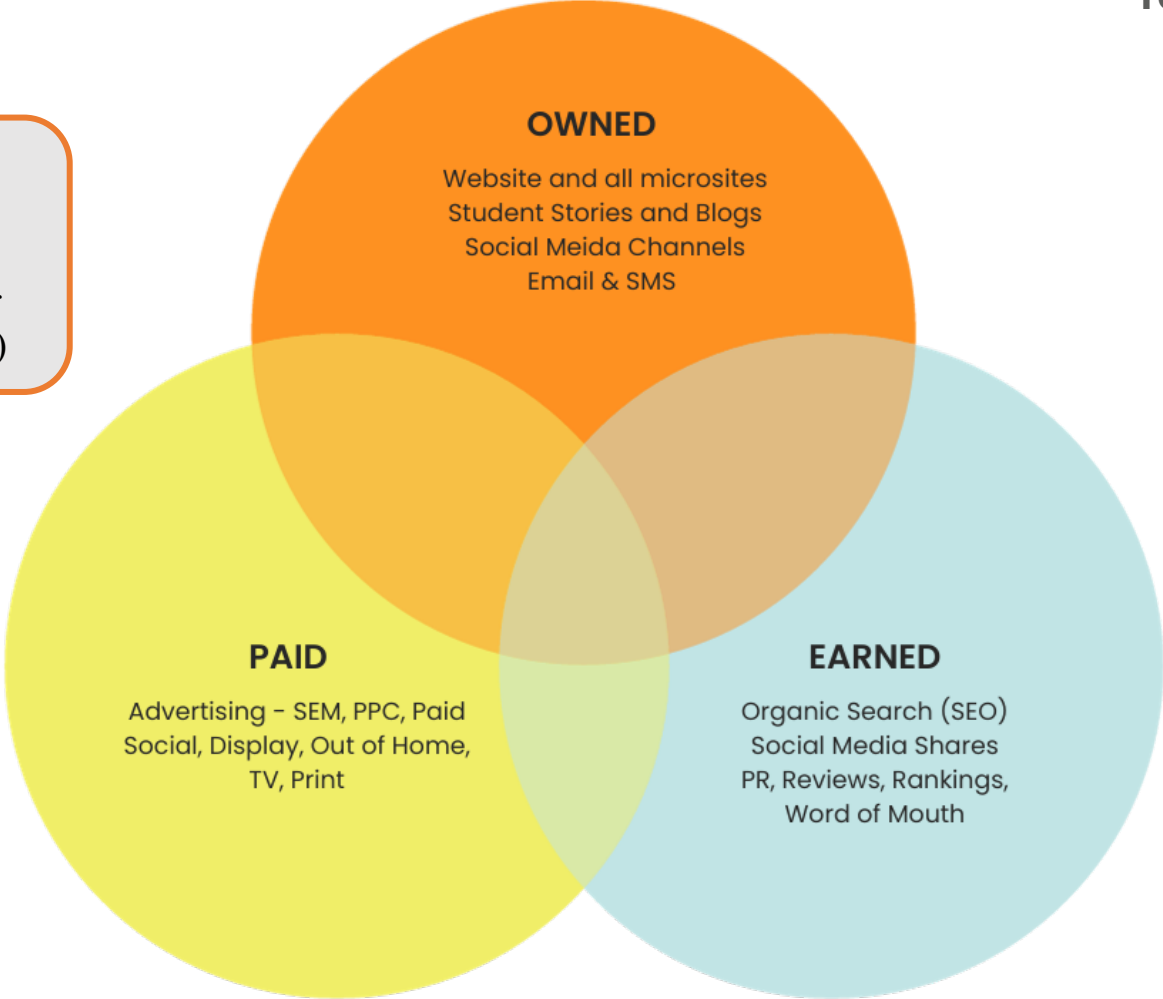 OWNED
Website and all microsites
Student Stories and Blogs
Social Meida Channels
Email & SMS
)
PAID
Advertising - SEM, PPC, Paid
Social, Display, Out of Home,
TV, Print
EARNED
Organic Search (SEO)
Social Media Shares
PR, Reviews, Rankings,
Word of Mouth